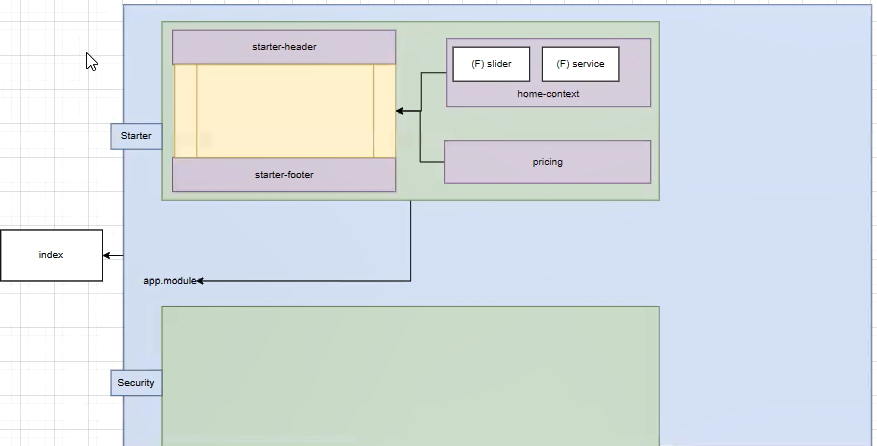 starter-header
(F) slider
(F) service
home-context
Starter
pricing
starter-footer
index
app.module
Security